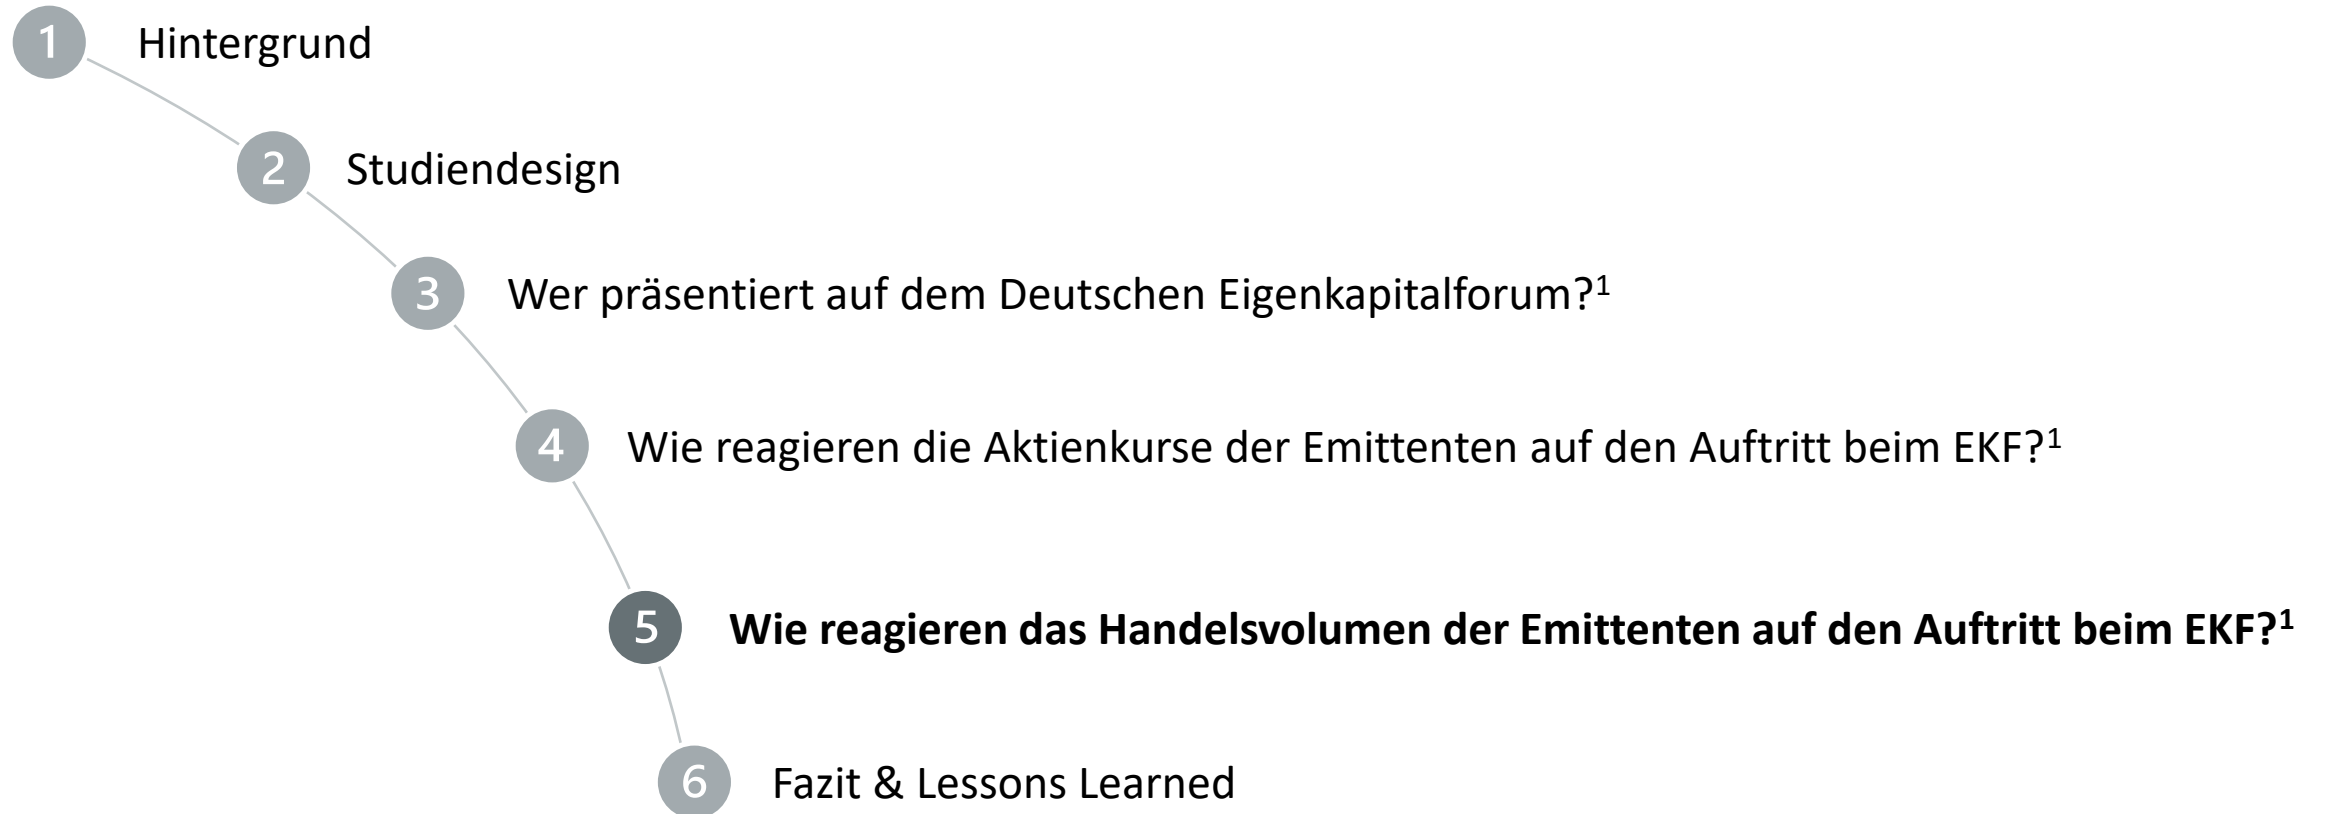 1 Hintergrund
2 Studiendesign
3 Wer präsentiert auf dem Deutschen Eigenkapitalforum?¹
4 Wie reagieren die Aktienkurse der Emittenten auf den Auftritt beim EKF?¹
5 Wie reagieren das Handelsvolumen der Emittenten auf den Auftritt beim EKF?¹
6 Fazit & Lessons Learned